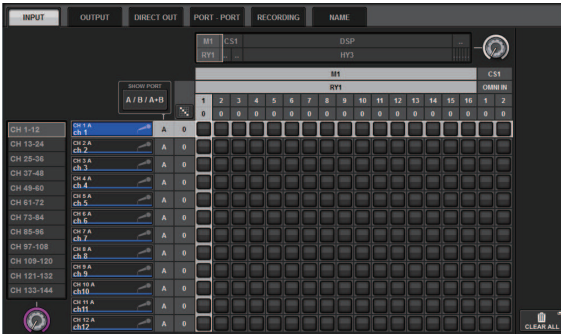 INPUT OUTPUT DIRECT OUT PORT - PORT RECORDING NAME
M1 CS1 DSP ...
RY1 .. .. HY3
M1 CS1
RY1 OMNI IN
SHOW PORT
A / B / A+B
1 2 3 4 5 6 7 8 9 10 11 12 13 14 15 16 1 2
0 0 0 0 0 0 0 0 0 0 0 0 0 0 0 0 0 0
CH 1-12
CH 13-24
CH 25-36
CH 37-48
CH 49-60
CH 61-72
CH 73-84
CH 85-96
CH 97-108
CH 109-120
CH 121-132
CH 133-144
CH 1 A
ch 1 A 0
CH 2 A
ch 2 A 0
CH 3 A
ch 3 A 0
CH 4 A
ch 4 A 0
CH 5 A
ch 5 A 0
CH 6 A
ch 6 A 0
CH 7 A
ch 7 A 0
CH 8 A
ch 8 A 0
CH 9 A
ch 9 A 0
CH 10 A
ch10 A 0
CH 11 A
ch11 A 0
CH 12 A
ch12 A 0
CLEAR ALL